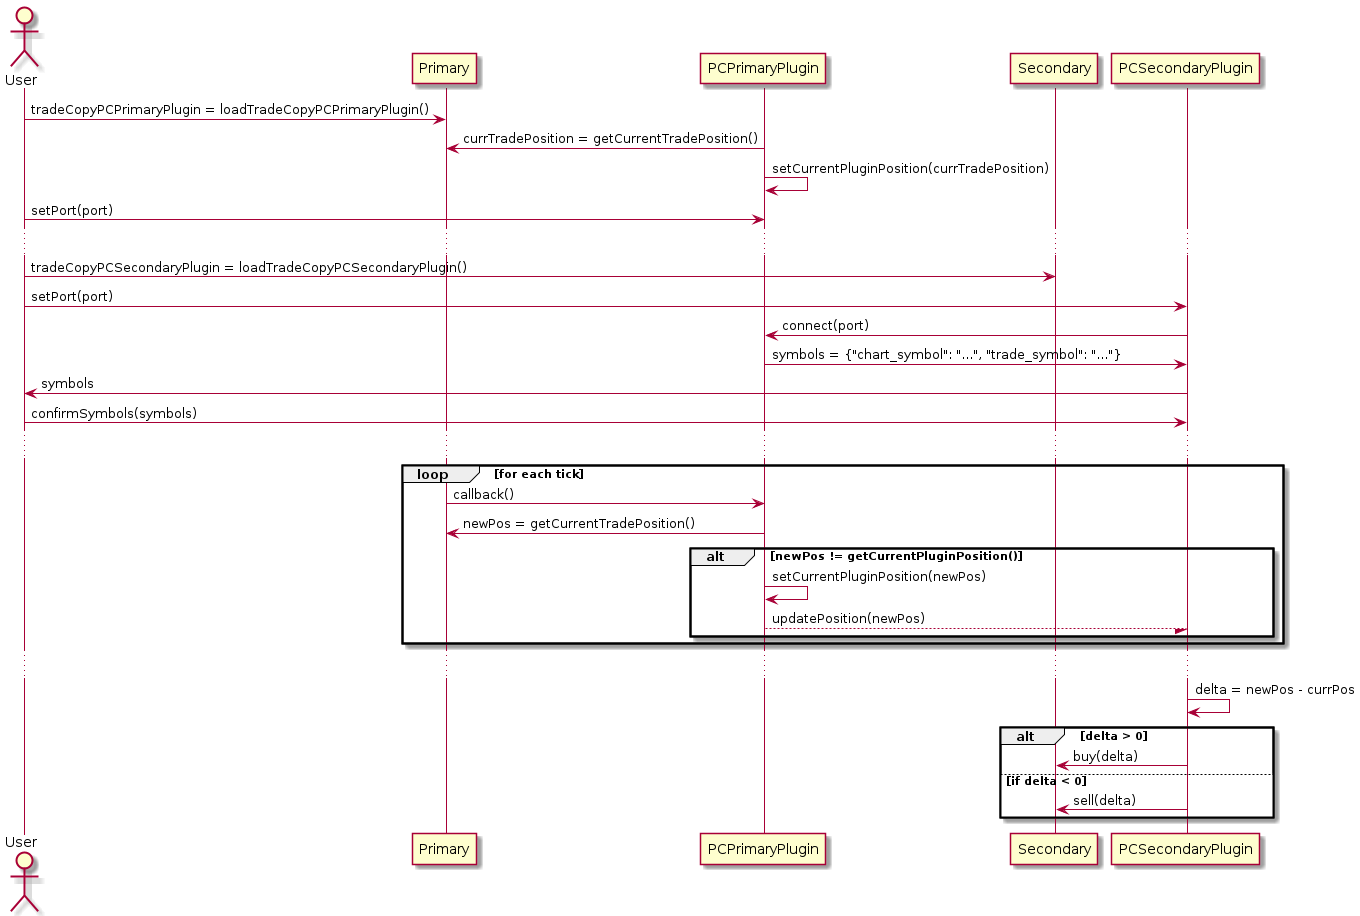 User
Primary
PCPrimaryPlugin
Secondary
PCSecondaryPlugin
tradeCopyPCPrimaryPlugin = loadTradeCopyPCPrimaryPlugin()
currTradePosition = getCurrentTradePosition()
setCurrentPluginPosition(currTradePosition)
setPort(port)
tradeCopyPCSecondaryPlugin = loadTradeCopyPCSecondaryPlugin()
setPort(port)
connect(port)
symbols = {"chart_symbol": "...", "trade_symbol": "..."}
symbols
confirmSymbols(symbols)
loop [for each tick]
callback()
newPos = getCurrentTradePosition()
alt [newPos != getCurrentPluginPosition()]
setCurrentPluginPosition(newPos)
updatePosition(newPos)
delta = newPos - currPos
alt [delta > 0]
buy(delta)
[if delta < 0]
sell(delta)
User
Primary
PCPrimaryPlugin
Secondary
PCSecondaryPlugin